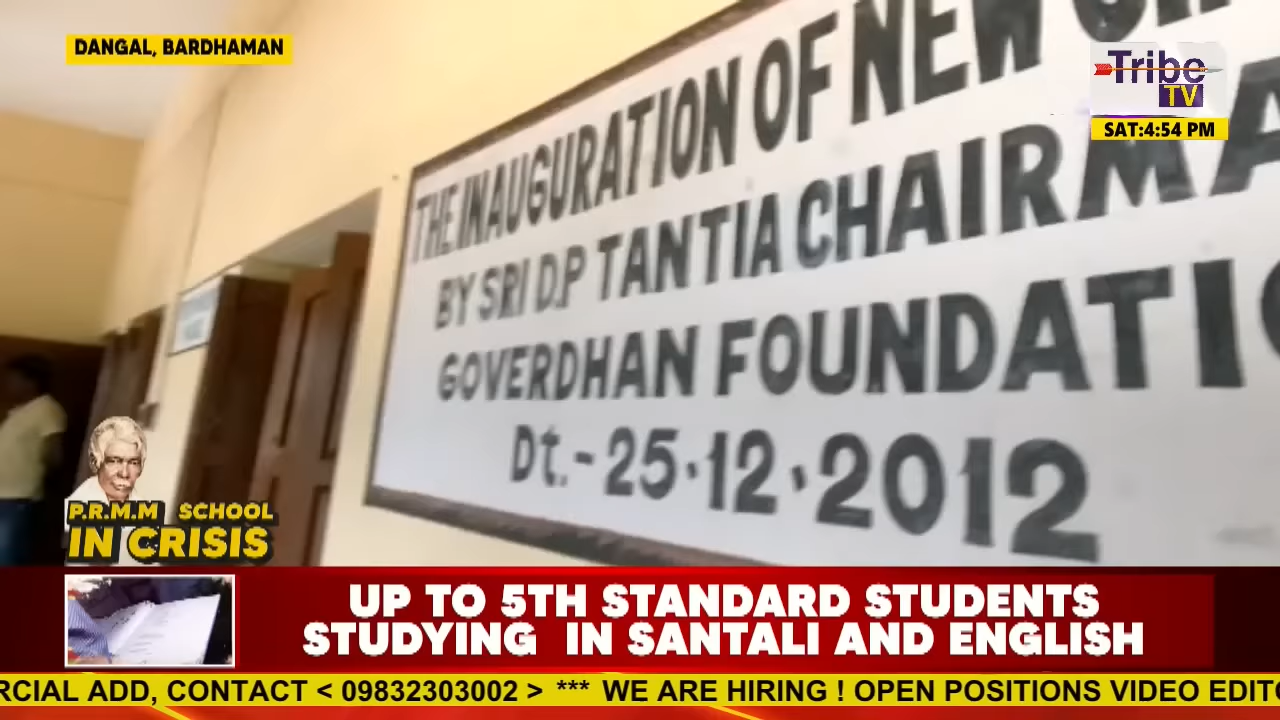 DANGAL, BARDHAMAN
Tribe
TV
SAT:4:54 PM
THE INAUGURATION OF NEW
BY SRI D.P TANTIA CHAIRMA
GOVERDHAN FOUNDATIO
Dt.-25.12.2012
P.R.M.M SCHOOL
IN CRISIS
UP TO 5TH STANDARD STUDENTS
STUDYING IN SANTALI AND ENGLISH
RCIAL ADD, CONTACT < 09832303002 > *** WE ARE HIRING ! OPEN POSITIONS VIDEO EDITO